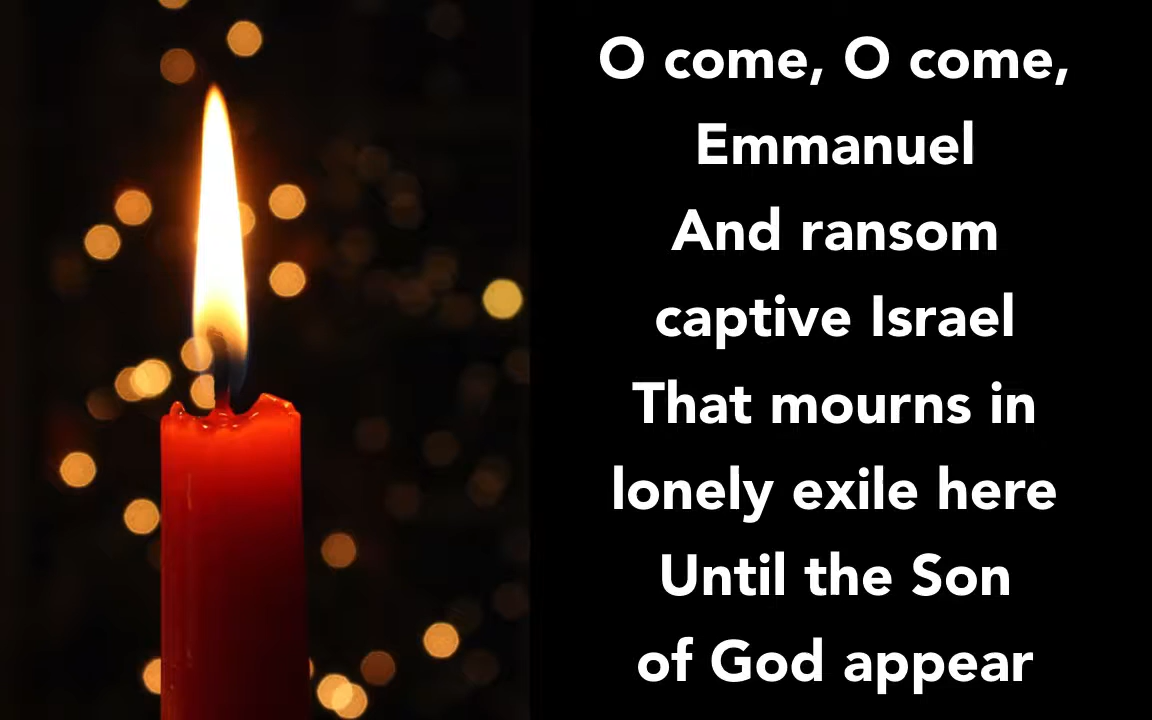 O come, O come,
Emmanuel
And ransom
captive Israel
That mourns in
lonely exile here
Until the Son
of God appear